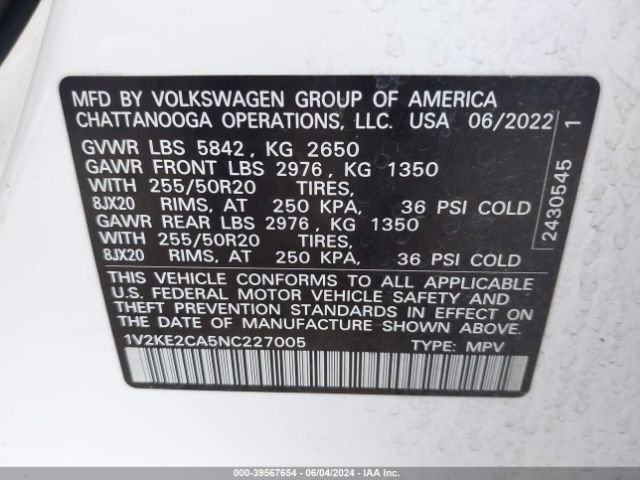 MFD BY VOLKSWAGEN GROUP OF AMERICA
CHATTANOOGA OPERATIONS, LLC. USA 06/2022
GVWR LBS 5842, KG 2650
GAWR FRONT LBS 2976, KG 1350
WITH 255/50R20 TIRES,
8JX20 RIMS, AT 250 KPA, 36 PSI COLD
GAWR REAR LBS 2976, KG 1350
WITH 255/50R20 TIRES,
8JX20 RIMS, AT 250 KPA, 36 PSI COLD
THIS VEHICLE CONFORMS TO ALL APPLICABLE
U.S. FEDERAL MOTOR VEHICLE SAFETY AND
THEFT PREVENTION STANDARDS IN EFFECT ON
THE DATE OF MANUFACTURE SHOWN ABOVE.
1V2KE2CA5NC227005 TYPE: MPV
2430545 1
000-39567654 - 06/04/2024 - IAAI.COM